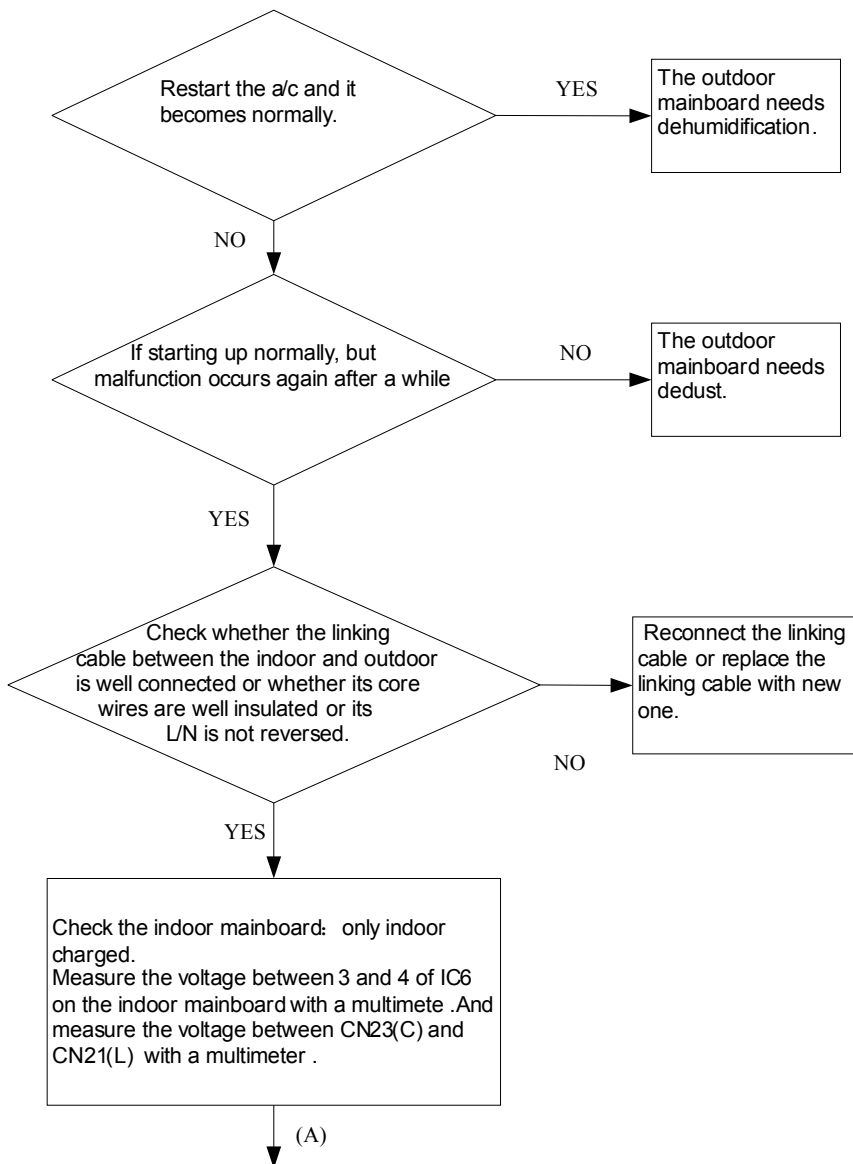 Restart the a/c and it
becomes normally.
YES
The outdoor
mainboard needs
dehumidification.
NO
If starting up normally, but
malfunction occurs again after a while
NO
The outdoor
mainboard needs
dedust.
YES
Check whether the linking
cable between the indoor and outdoor
is well connected or whether its core
wires are well insulated or its
L/N is not reversed.
NO
Reconnect the linking
cable or replace the
linking cable with new
one.
YES
Check the indoor mainboard: only indoor
charged.
Measure the voltage between 3 and 4 of IC6
on the indoor mainboard with a multimete .And
measure the voltage between CN23(C) and
CN21(L) with a multimeter .
(A)